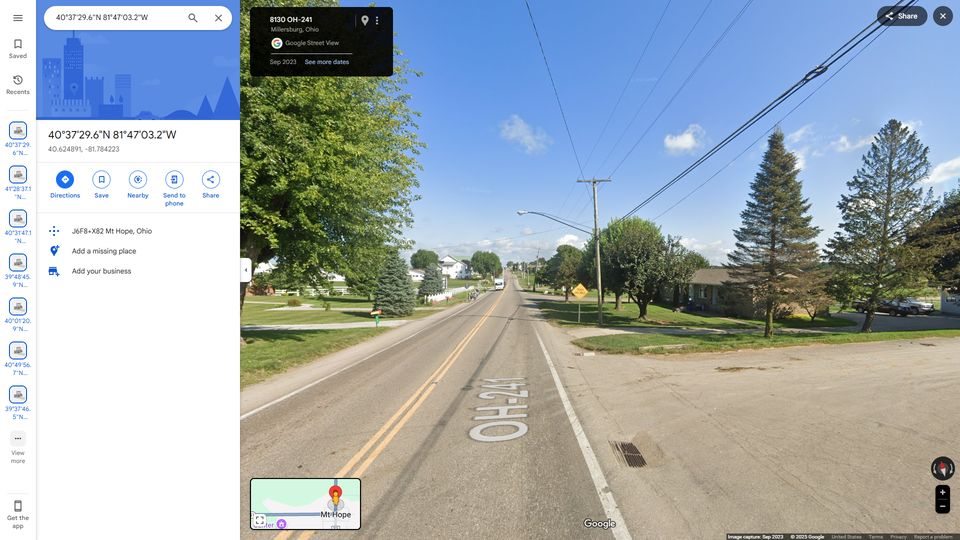 40°37'29.6"N 81°47'03.2"W
Saved
Recents
40°37'29.
6"N...
41°28'37.1
"N...
40°31'47.1
"N...
39°48'45.
9"N...
40°01'20.
9"N...
40°49'56.
7"N...
39°37'46.
5"N...
View
more
Get the
app
40°37'29.6"N 81°47'03.2"W
40.624891, -81.784223
Directions
Save
Nearby
Send to
phone
Share
J6F8+X82 Mt Hope, Ohio
Add a missing place
Add your business
8130 OH-241
Millersburg, Ohio
Google Street View
Sep 2023 See more dates
Share
OH-241
Mt Hope
Google
Image capture: Sep 2023 © 2025 Google United States Terms Privacy Report a problem